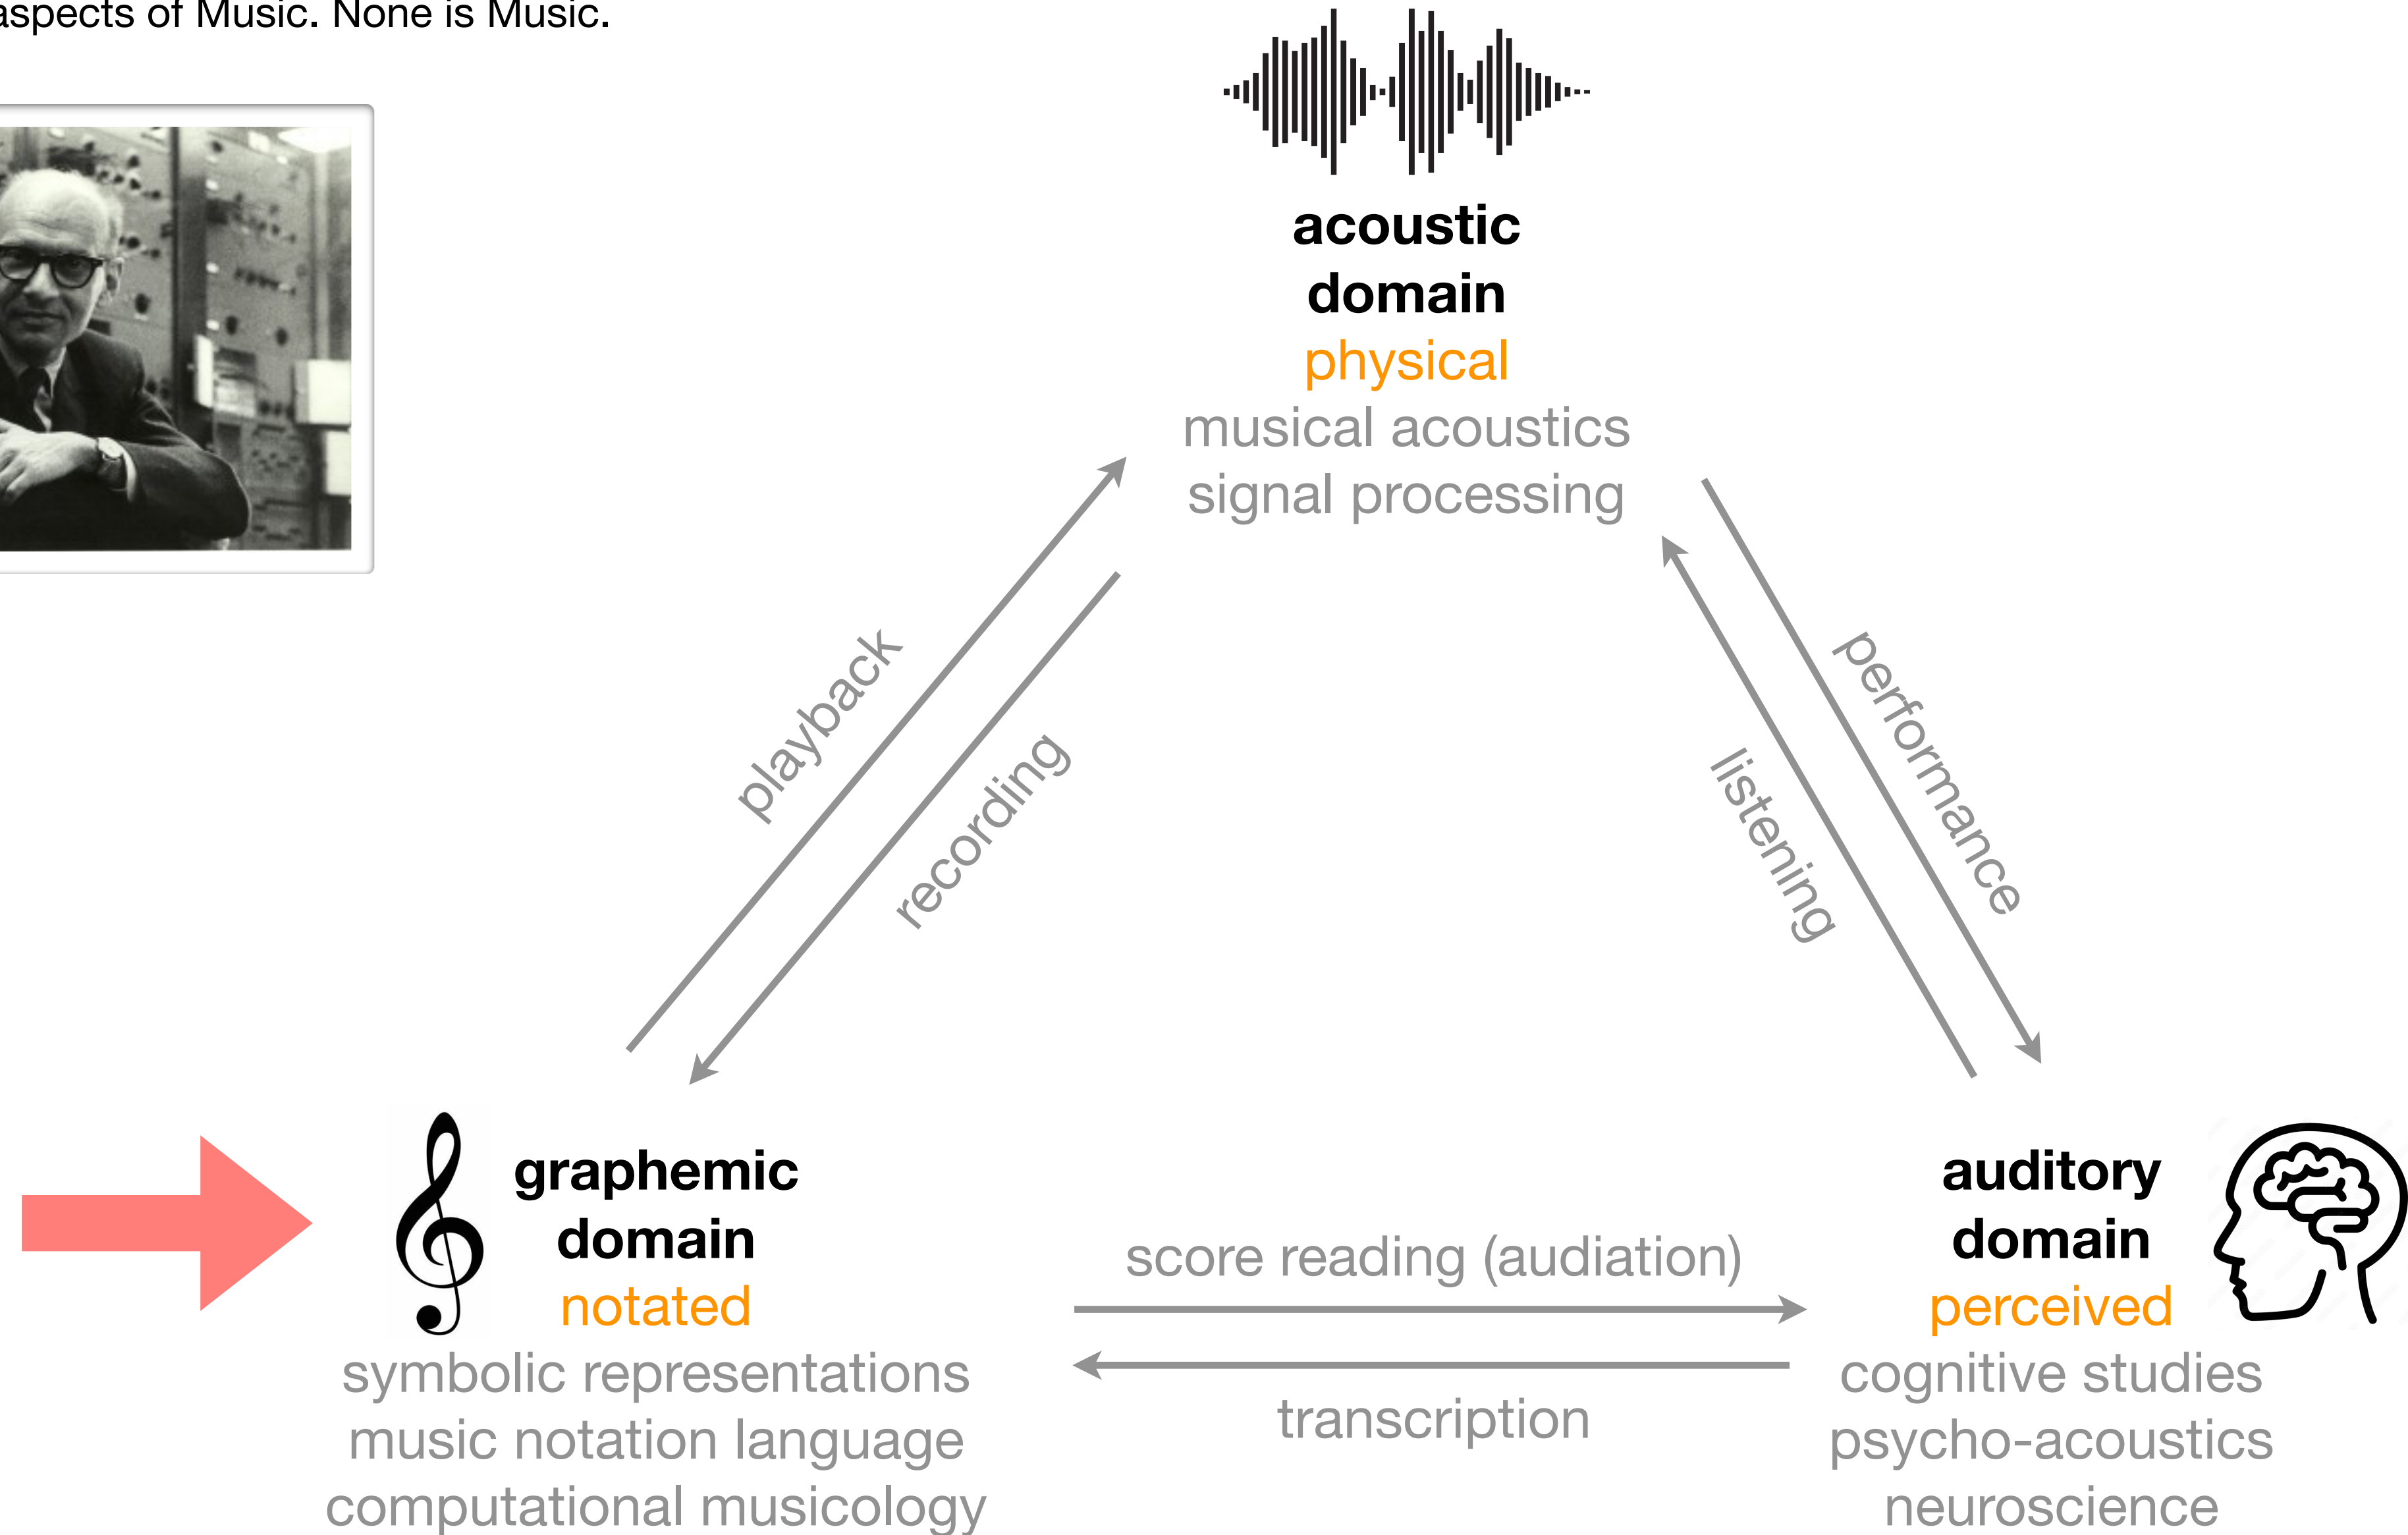 aspects of Music. None is Music.
acoustic
domain
physical
musical acoustics
signal processing
playback
recording
listening
performance
graphemic
domain
notated
symbolic representations
music notation language
computational musicology
score reading (audiation)
transcription
auditory
domain
perceived
cognitive studies
psycho-acoustics
neuroscience